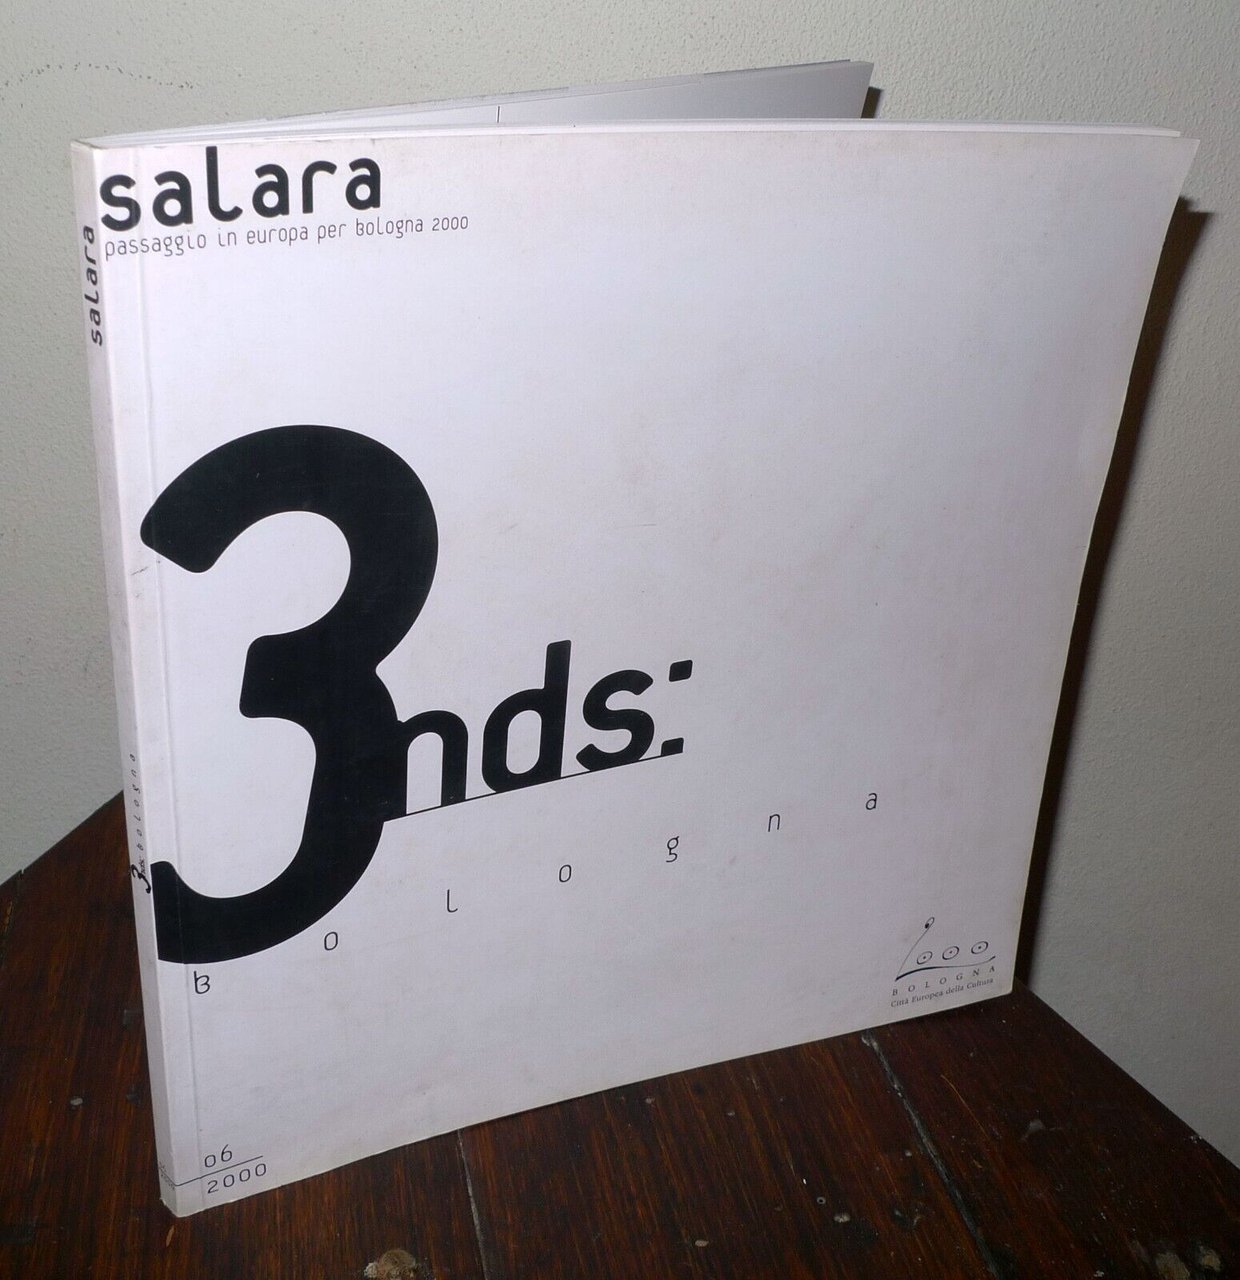 salara
passaggio in europa per bologna 2000
salara
3nds:
Bologna
3nds: Bologna
2000
BOLOGNA
Città Europea della Cultura
06
2000